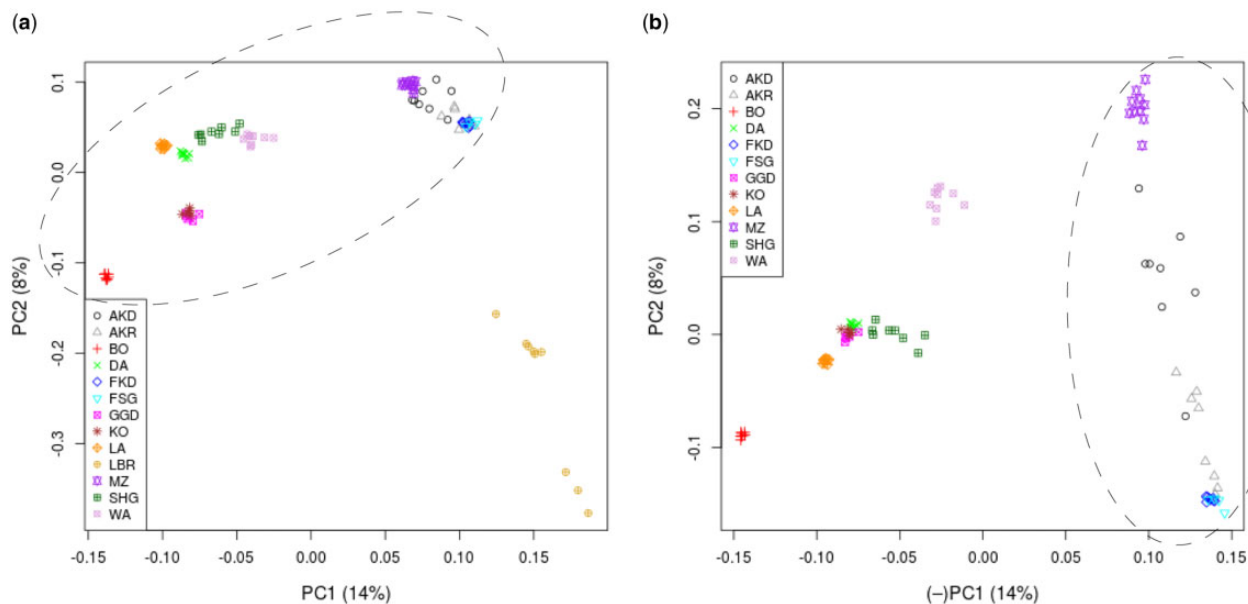 (a)
0.1
0.0
-0.1
-0.2
-0.3
PC2 (8%)
AKD
AKR
BO
DA
FKD
FSG
GGD
KO
LA
LBR
MZ
SHG
WA
-0.15 -0.10 -0.05 0.00 0.05 0.10 0.15
PC1 (14%)
(b)
0.2
0.1
0.0
-0.1
PC2 (8%)
AKD
AKR
BO
DA
FKD
FSG
GGD
KO
LA
MZ
SHG
WA
-0.15 -0.10 -0.05 0.00 0.05 0.10 0.15
(–)PC1 (14%)